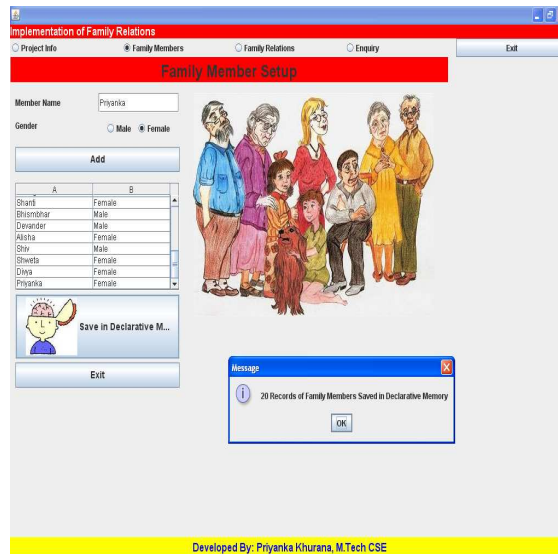 Implementation of Family Relations
Project Info Family Members Family Relations Enquiry Exit
Family Member Setup
Member Name Priyanka
Gender Male Female
Add
A B
Shanti Female
Bhismbhar Male
Devander Male
Alisha Female
Shiv Male
Shweta Female
Divya Female
Priyanka Female
Save in Declarative M...
Exit
Message
20 Records of Family Members Saved in Declarative Memory
OK
Developed By: Priyanka Khurana, M.Tech CSE